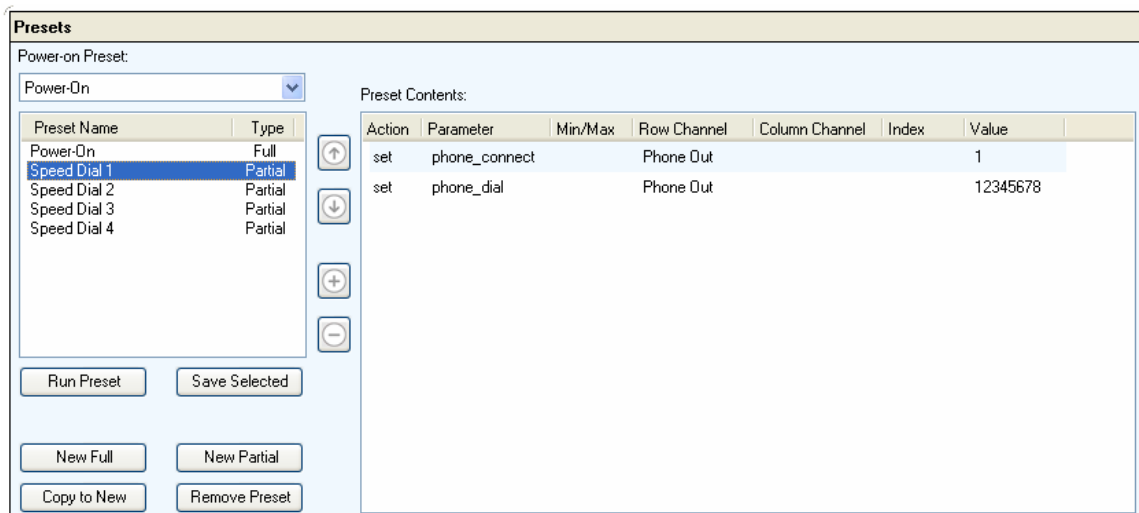 Presets
Power-on Preset:
Power-On
Preset Name Type
Power-On Full
Speed Dial 1 Partial
Speed Dial 2 Partial
Speed Dial 3 Partial
Speed Dial 4 Partial
Run Preset Save Selected
New Full New Partial
Copy to New Remove Preset
Preset Contents:
Action Parameter Min/Max Row Channel Column Channel Index Value
set phone_connect Phone Out 1
set phone_dial Phone Out 12345678